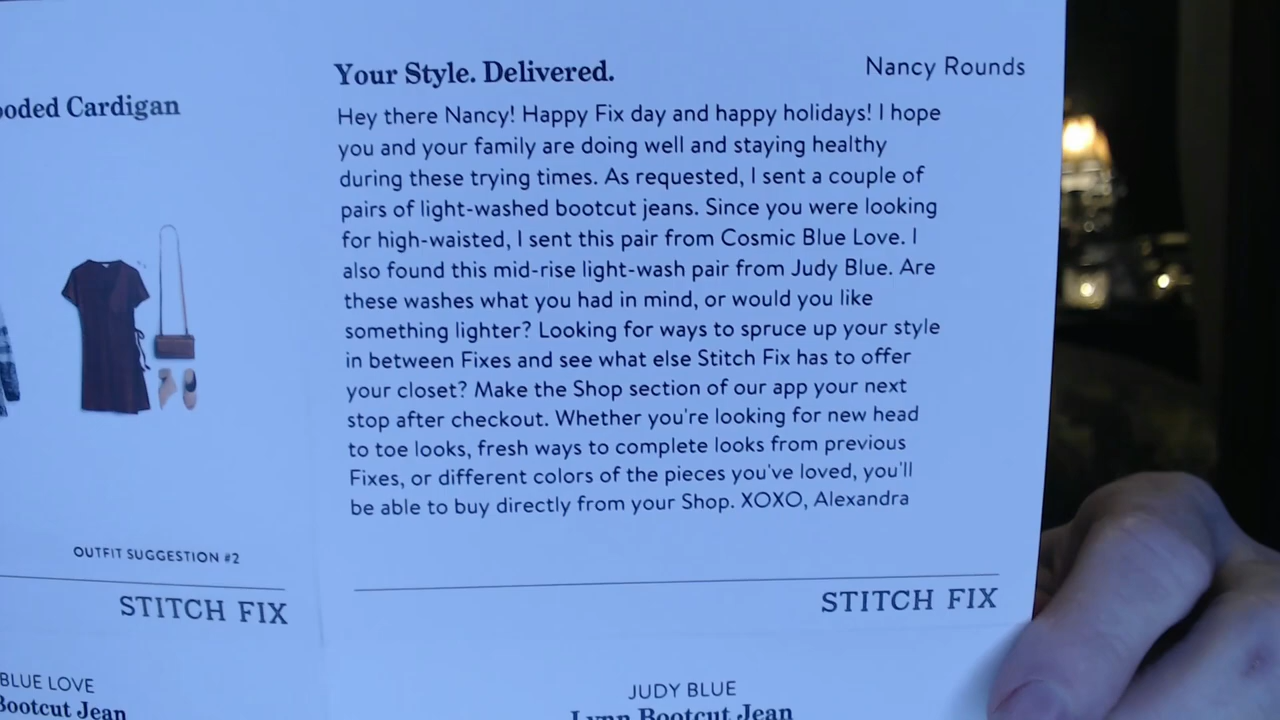 Your Style. Delivered.
Nancy Rounds
Hey there Nancy! Happy Fix day and happy holidays! I hope
you and your family are doing well and staying healthy
during these trying times. As requested, I sent a couple of
pairs of light-washed bootcut jeans. Since you were looking
for high-waisted, I sent this pair from Cosmic Blue Love. I
also found this mid-rise light-wash pair from Judy Blue. Are
these washes what you had in mind, or would you like
something lighter? Looking for ways to spruce up your style
in between Fixes and see what else Stitch Fix has to offer
your closet? Make the Shop section of our app your next
stop after checkout. Whether you're looking for new head
to toe looks, fresh ways to complete looks from previous
Fixes, or different colors of the pieces you've loved, you'll
be able to buy directly from your Shop. XOXO, Alexandra
STITCH FIX
Cardigan
OUTFIT SUGGESTION #2
STITCH FIX
BLUE LOVE
Bootcut Jean
JUDY BLUE
Lynn Bootcut Jean